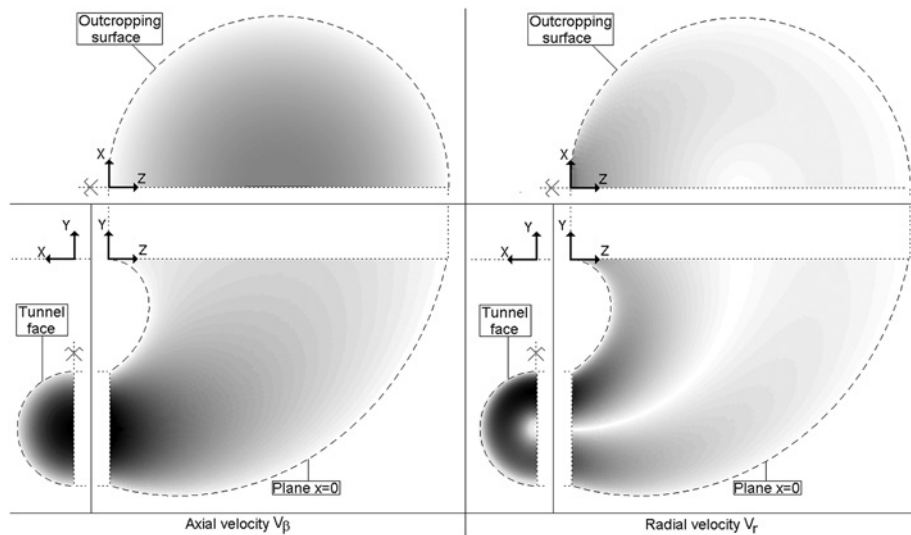 Outcropping
surface
X
Z
Y
X
Y
Z
Tunnel
face
Plane x=0
Axial velocity Vβ
Outcropping
surface
X
Z
Y
X
Y
Z
Tunnel
face
Plane x=0
Radial velocity Vr